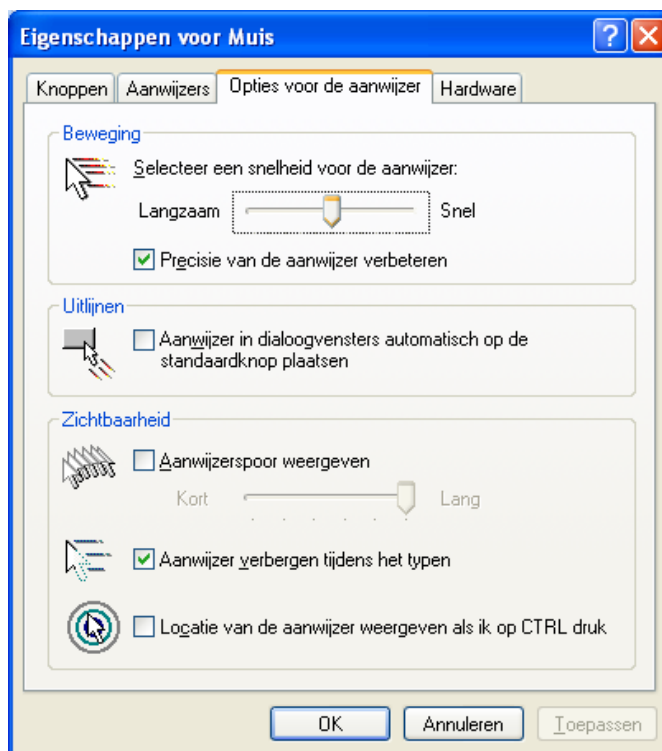 Eigenschappen voor Muis
Knoppen Aanwijzers Opties voor de aanwijzer Hardware
Beweging
Selecteer een snelheid voor de aanwijzer:
Langzaam Snel
Precisie van de aanwijzer verbeteren
Uitlijnen
Aanwijzer in dialoogvensters automatisch op de
standaardknop plaatsen
Zichtbaarheid
Aanwijzerspoor weergeven
Kort Lang
Aanwijzer verbergen tijdens het typen
Locatie van de aanwijzer weergeven als ik op CTRL druk
OK Annuleren Toepassen